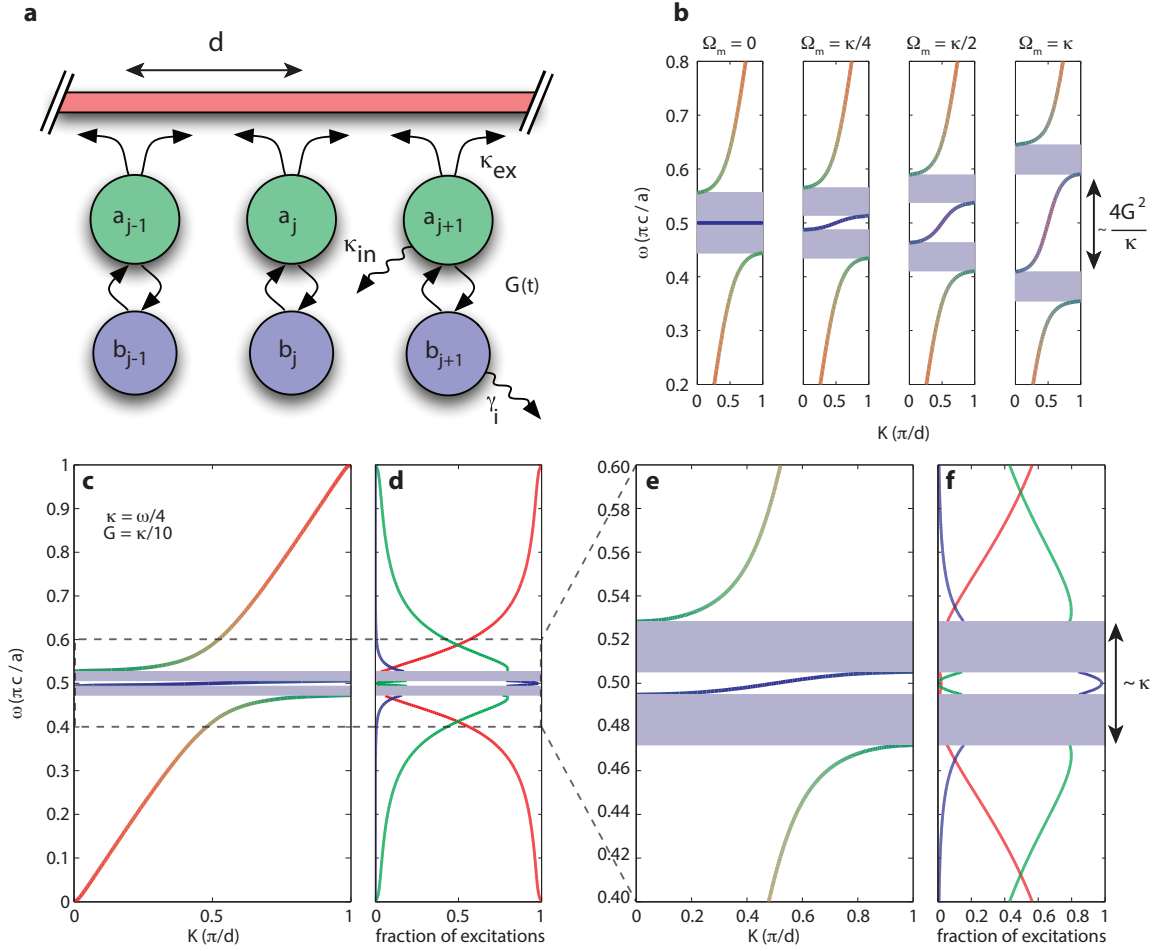 a
d
κex
a j-1
a j
a j+1
κin
G(t)
b j-1
b j
b j+1
γi
b
Ωm = 0
Ωm = κ/4
Ωm = κ/2
Ωm = κ
ω (π c / a)
0.8
0.7
0.6
0.5
0.4
0.3
0.2
0 0.5 1
0 0.5 1
0 0.5 1
0 0.5 1
K (π/d)
~ 4G²/κ
c
κ = ω/4
G = κ/10
ω (π c / a)
1
0.9
0.8
0.7
0.6
0.5
0.4
0.3
0.2
0.1
0
0 0.5 1
K (π/d)
d
0 0.5 1
fraction of excitations
e
0.60
0.58
0.56
0.54
0.52
0.50
0.48
0.46
0.44
0.42
0.40
0 0.2 0.4 0.6 0.8 1
K (π/d)
f
~ κ
0 0.2 0.4 0.6 0.8 1
fraction of excitations